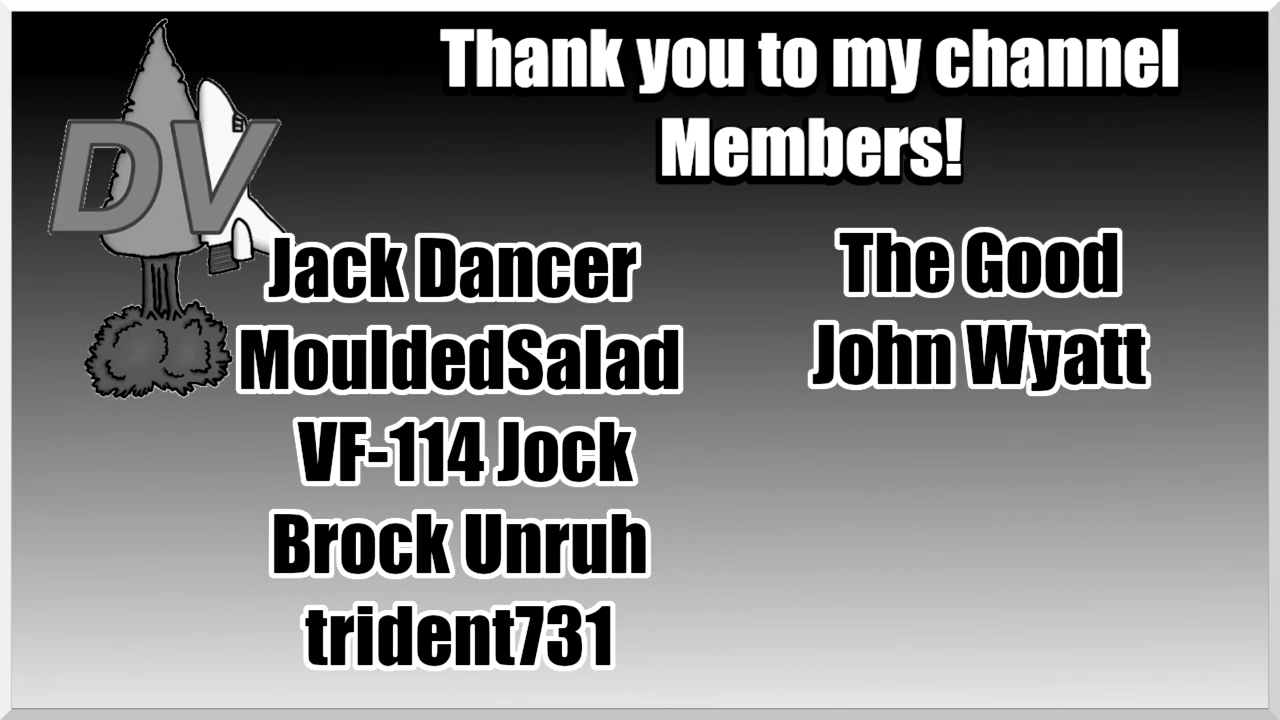 Thank you to my channel
Members!
DV
Jack Dancer
MouldedSalad
VF-114 Jock
Brock Unruh
trident731
The Good
John Wyatt